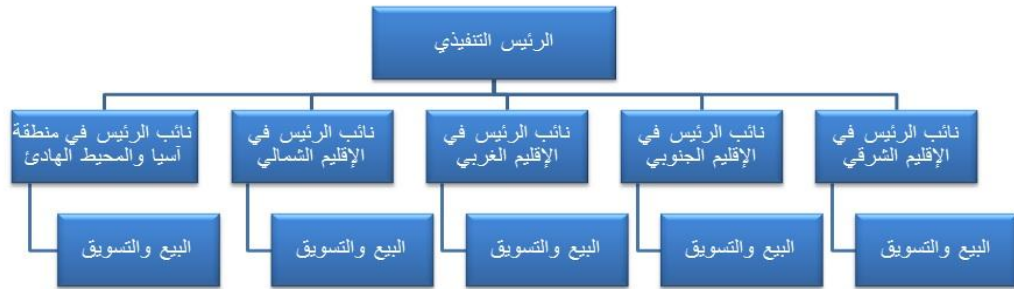 الرئيس التنفيذي
نائب الرئيس في
الإقليم الشرقي
نائب الرئيس في
الإقليم الجنوبي
نائب الرئيس في
الإقليم الغربي
نائب الرئيس في
الإقليم الشمالي
نائب الرئيس في منطقة
آسيا والمحيط الهادئ
البيع والتسويق
البيع والتسويق
البيع والتسويق
البيع والتسويق
البيع والتسويق